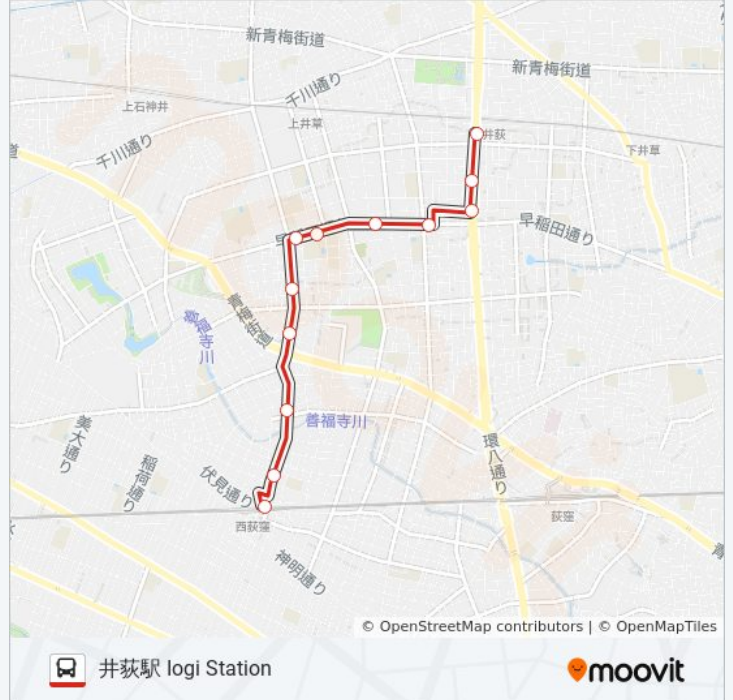 新青梅街道
新青梅街道
千川通り
上石神井
上井草
井荻
千川通り
下井草
道
早稲田通り
早
青梅街道
善福寺川
善福寺川
美大通り
環八通り
稲荷通り
伏見通り
荻窪
西荻窪
青
神明通り
© OpenStreetMap contributors | © OpenMapTiles
井荻駅 Iogi Station
moovit